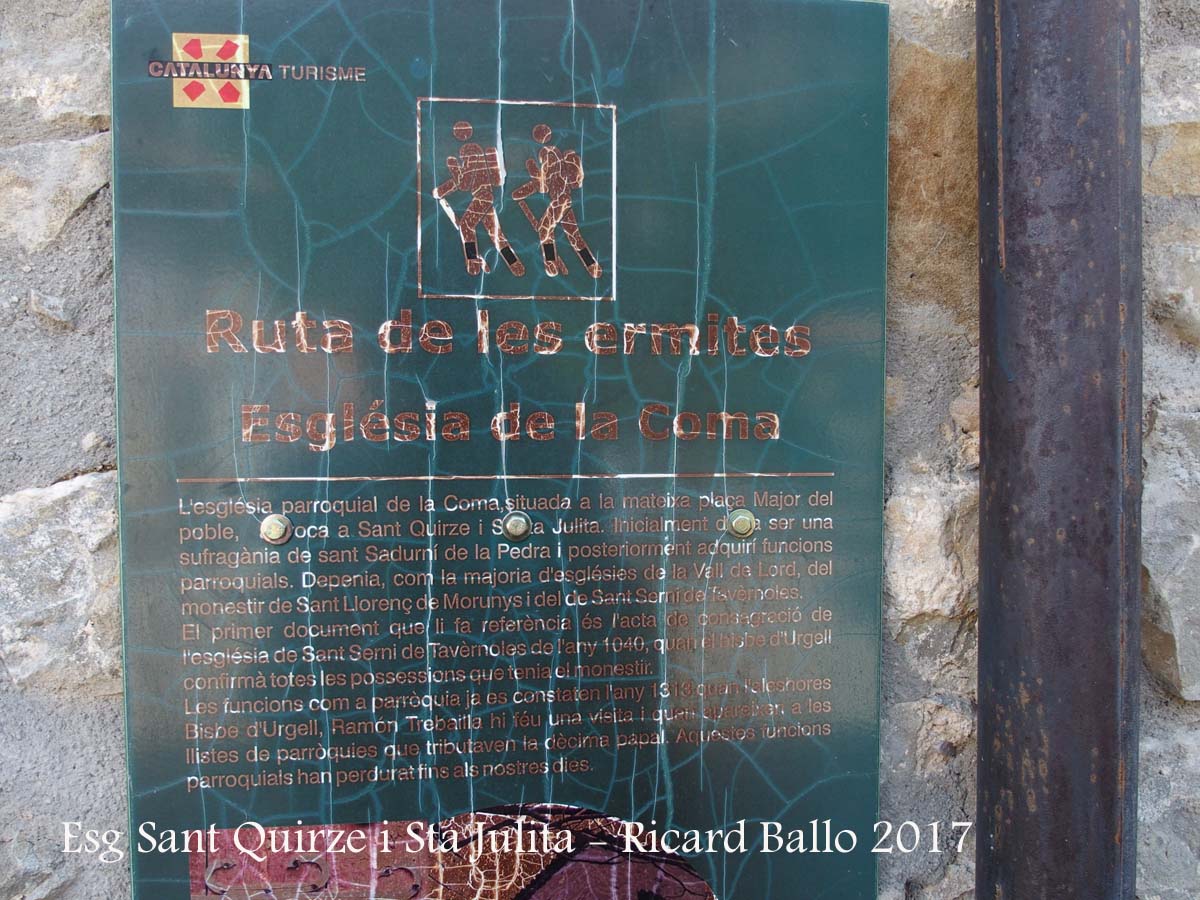 CATALUNYA TURISME
Ruta de les ermites
Església de la Coma
L'església parroquial de la Coma, situada a la mateixa plaça Major del
poble, a Sant Quirze i Julita. Inicialment ser una
sufragània de sant Sadurní de la Pedra i posteriorment adquirí funcions
parroquials. Depenia, com la majoria d'esglésies de la Vall de Lord, del
monestir de Sant Llorenç de Morunys i del de Sant Serni de Tavèrnoles.
El primer document que li fa referència és l'acta de consegració de
l'església de Sant Serni de Tavèrnoles de l'any 1040, quan el bisbe d'Urgell
confirmà totes les possessions que tenia el monestir.
Les funcions com a parròquia ja es constaten l'any 1313 quan l'aleshores
Bisbe d'Urgell, Ramón Trebailla hi féu una visita i quan apareixen a les
llistes de parròquies que tributaven la dècima papal. Aquestes funcions
parroquials han perdurat fins als nostres dies.
Esg Sant Quirze i Sta Julita - Ricard Ballo 2017